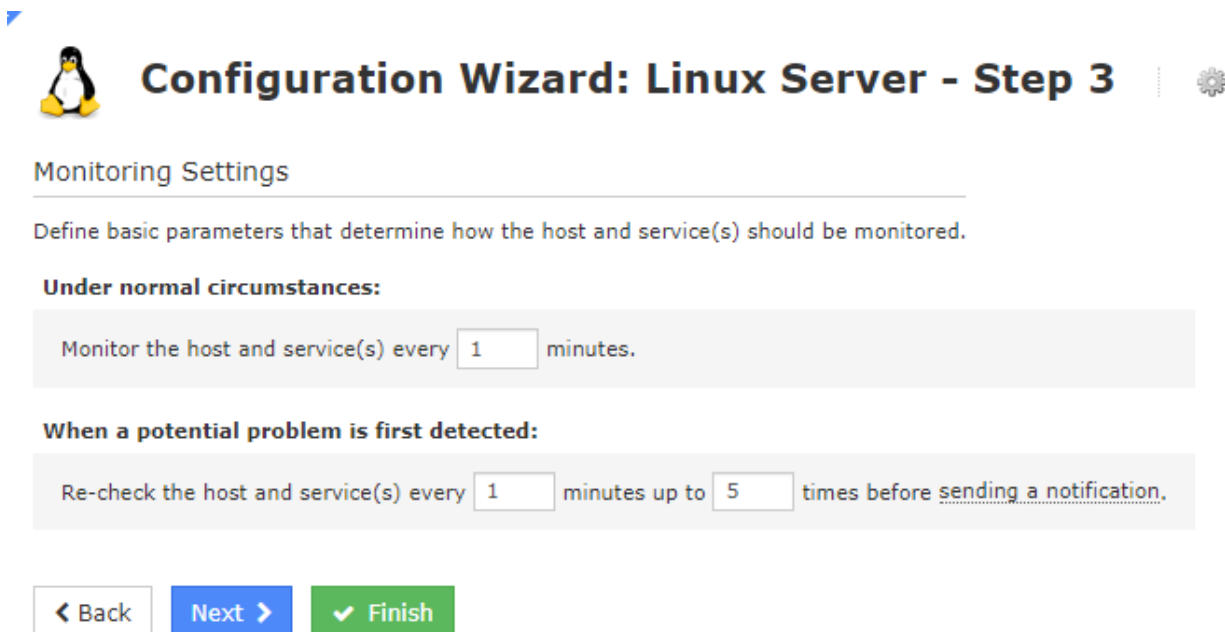 Configuration Wizard: Linux Server - Step 3
Monitoring Settings
Define basic parameters that determine how the host and service(s) should be monitored.
Under normal circumstances:
Monitor the host and service(s) every 1 minutes.
When a potential problem is first detected:
Re-check the host and service(s) every 1 minutes up to 5 times before sending a notification.
Back Next Finish